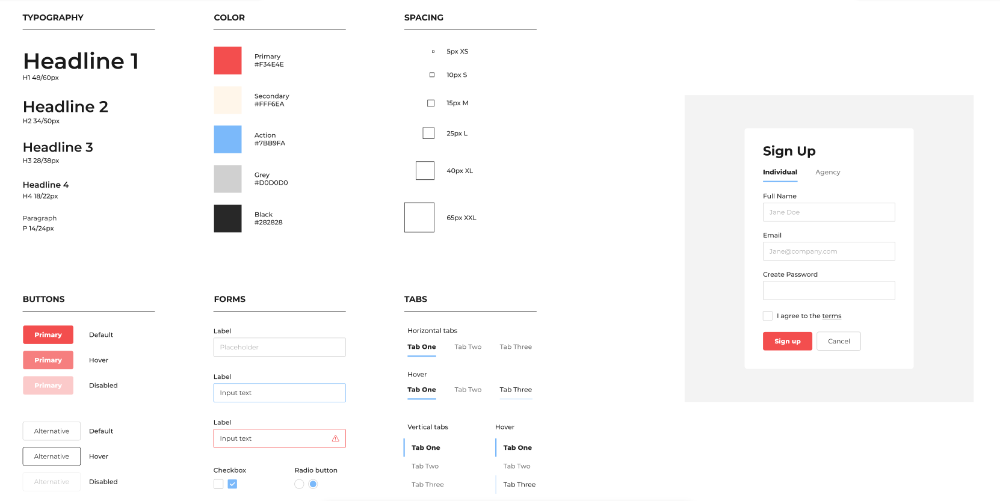 TYPOGRAPHY
Headline 1
H1 48/60px
Headline 2
H2 34/50px
Headline 3
H3 28/38px
Headline 4
H4 18/22px
Paragraph
P 14/24px
COLOR
Primary
#F34E4E
Secondary
#FFF6EA
Action
#7BB9FA
Grey
#D0D0D0
Black
#282828
SPACING
5px XS
10px S
15px M
25px L
40px XL
65px XXL
BUTTONS
Primary Default
Primary Hover
Primary Disabled
Alternative Default
Alternative Hover
Alternative Disabled
FORMS
Label
Placeholder
Label
Input text
Label
Input text
Checkbox Radio button
TABS
Horizontal tabs
Tab One Tab Two Tab Three
Hover
Tab One Tab Two Tab Three
Vertical tabs
Tab One
Tab Two
Tab Three
Hover
Tab One
Tab Two
Tab Three
Sign Up
Individual Agency
Full Name
Jane Doe
Email
Jane@company.com
Create Password
I agree to the terms
Sign up Cancel